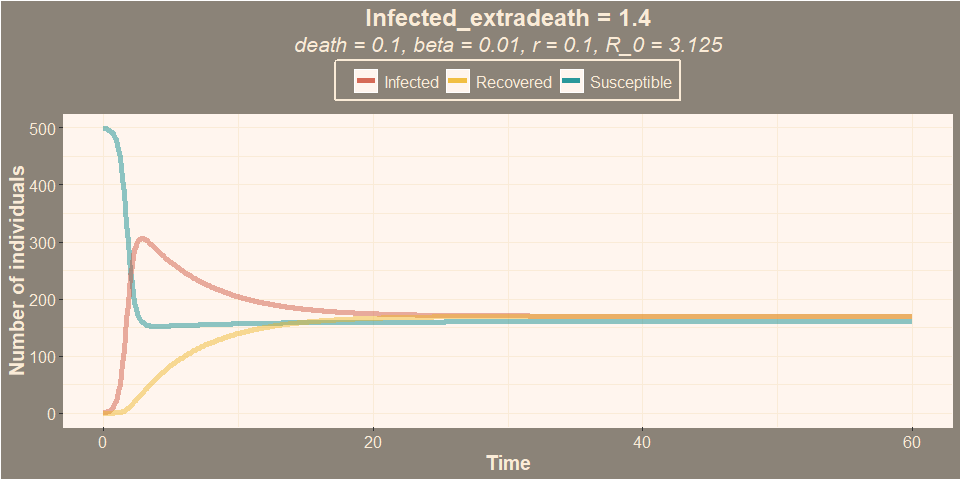 Infected_extradeath = 1.4
death = 0.1, beta = 0.01, r = 0.1, R_0 = 3.125
Infected Recovered Susceptible
Number of individuals
500
400
300
200
100
0
0 20 40 60
Time